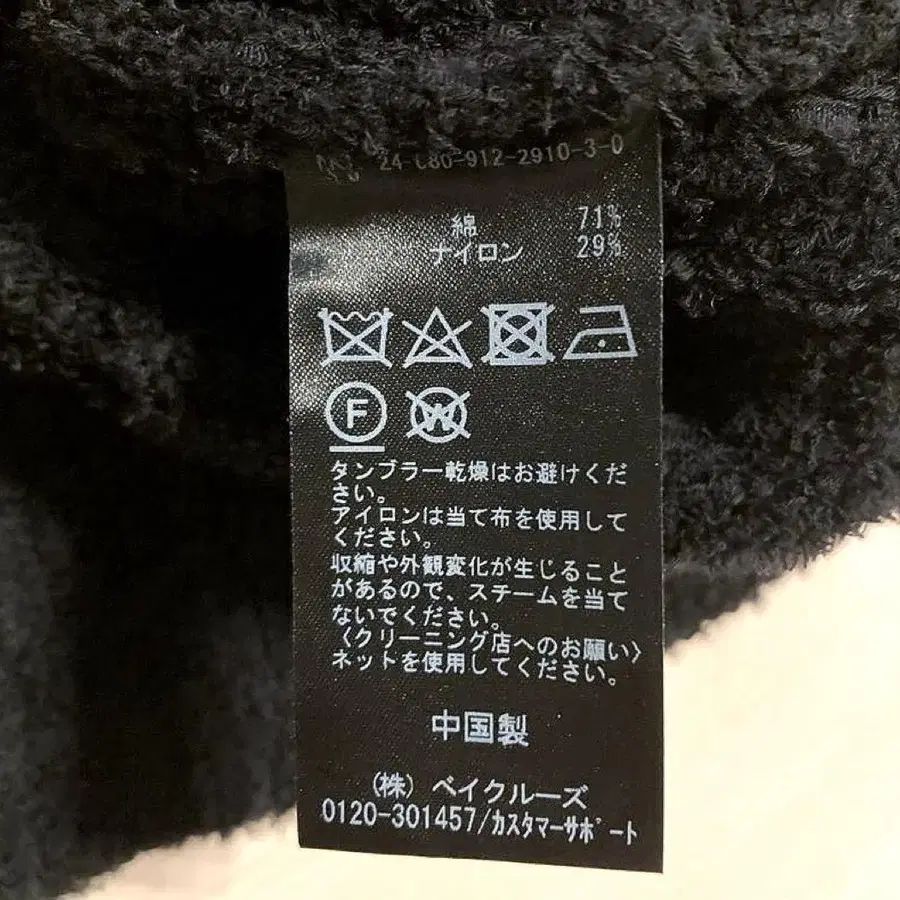 24-080-912-2910-3-0
綿 71%
ナイロン 29%
F
W
タンブラー乾燥はお避けくだ
さい。
アイロンは当て布を使用して
ください。
収縮や外観変化が生じること
があるので、スチームを当て
ないでください。
〈クリーニング店へのお願い〉
ネットを使用してください。
中国製
(株) ベイクルーズ
0120-301457/カスタマーサポート